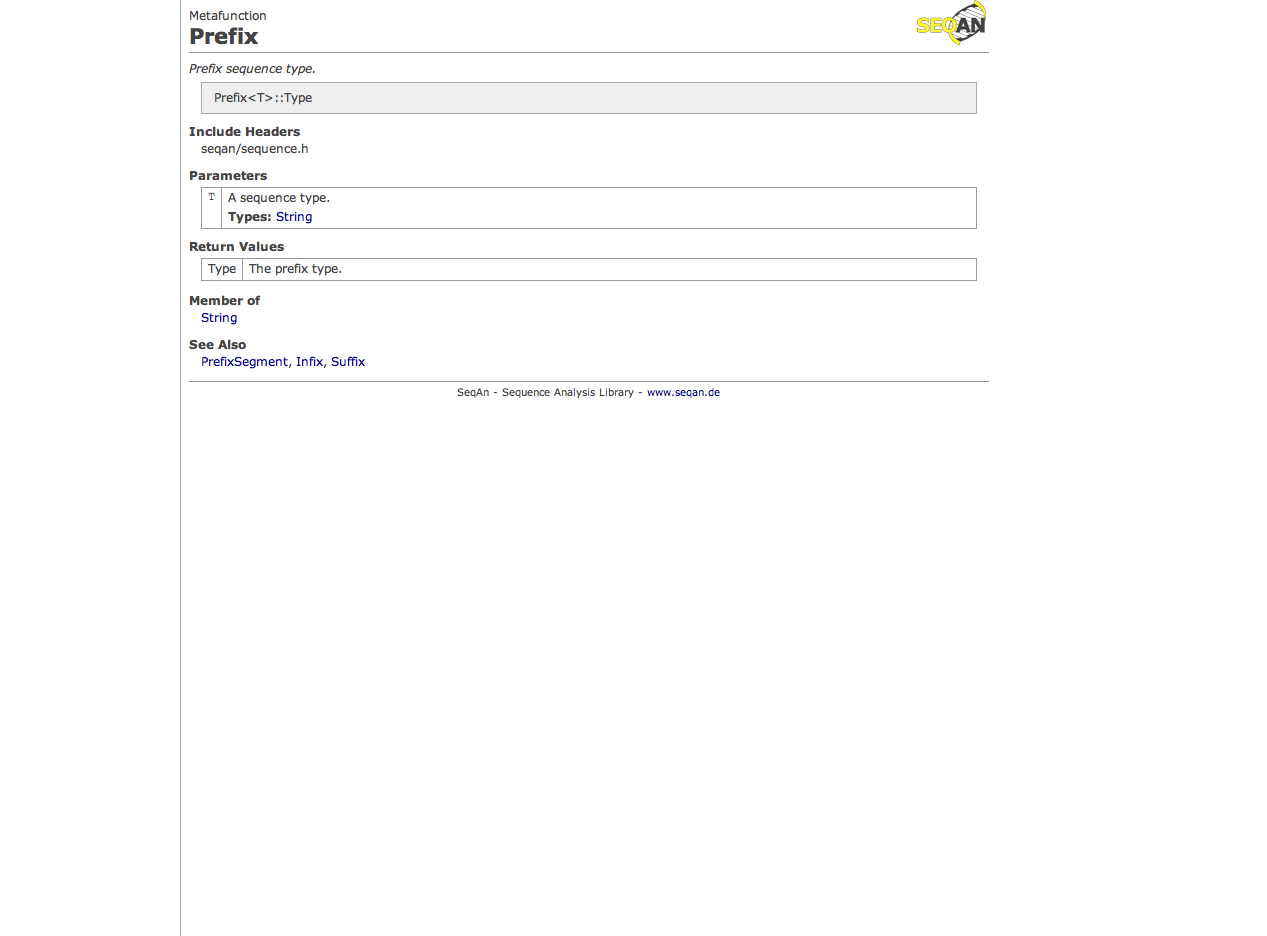 Metafunction
SEQAN
Prefix
Prefix sequence type.
Prefix<T>::Type
Include Headers
seqan/sequence.h
Parameters
T A sequence type.
Types: String
Return Values
Type The prefix type.
Member of
String
See Also
PrefixSegment, Infix, Suffix
SeqAn - Sequence Analysis Library - www.seqan.de